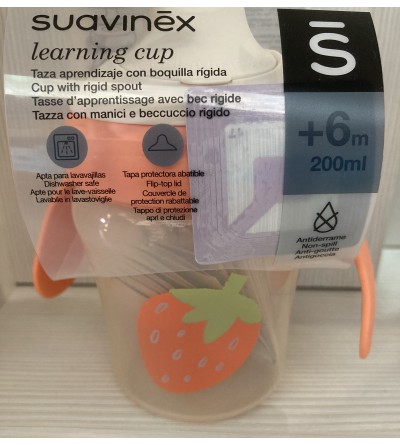 suavinex
learning cup
Taza aprendizaje con boquilla rígida
Cup with rigid spout
Tasse d'apprentissage avec bec rigide
Tazza con manici e beccuccio rigido
Apta para lavavajillas
Dishwasher safe
Apte pour le lave-vaisselle
Lavabile in lavastoviglie
Tapa protectora abatible
Flip-top lid
Couvercle de
protection rabattable
Tappo di protezione
apri e chiudi
S
+6m
200ml
Antiderrame
Non-spill
Anti-goutte
Antigoccia